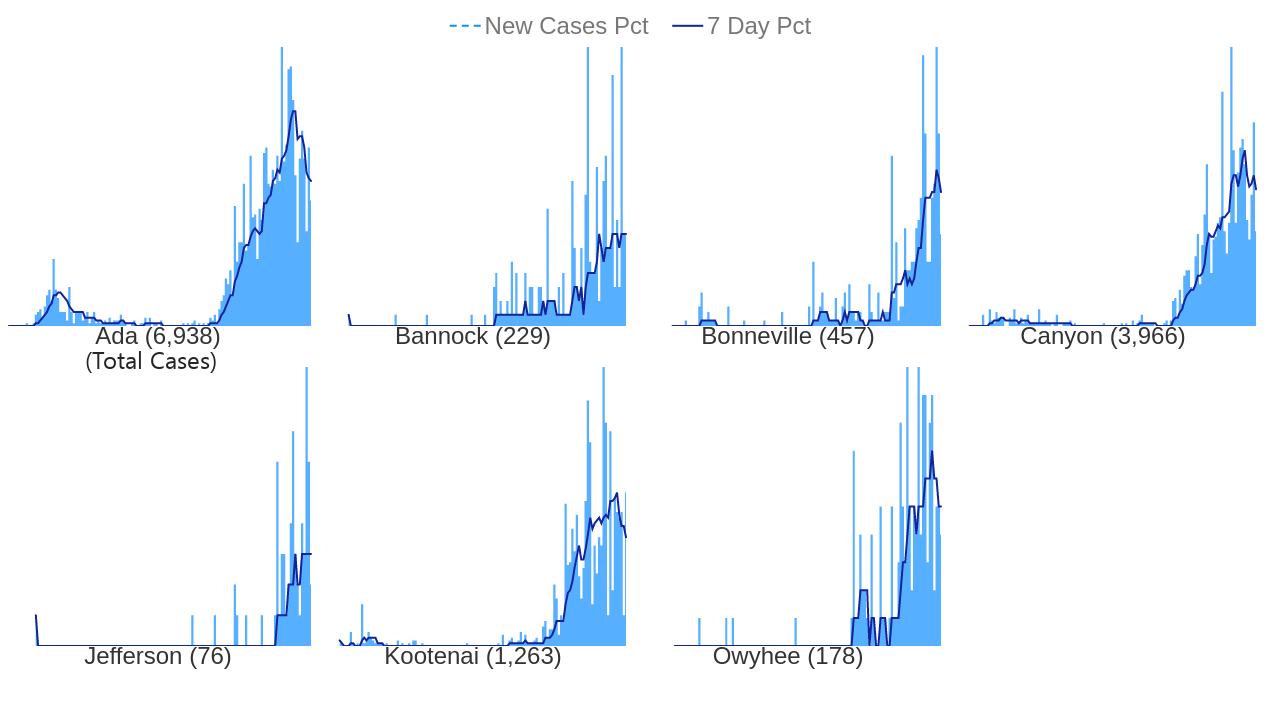 New Cases Pct 7 Day Pct
Ada (6,938) Bannock (229) Bonneville (457) Canyon (3,966)
(Total Cases)
Jefferson (76) Kootenai (1,263) Owyhee (178)